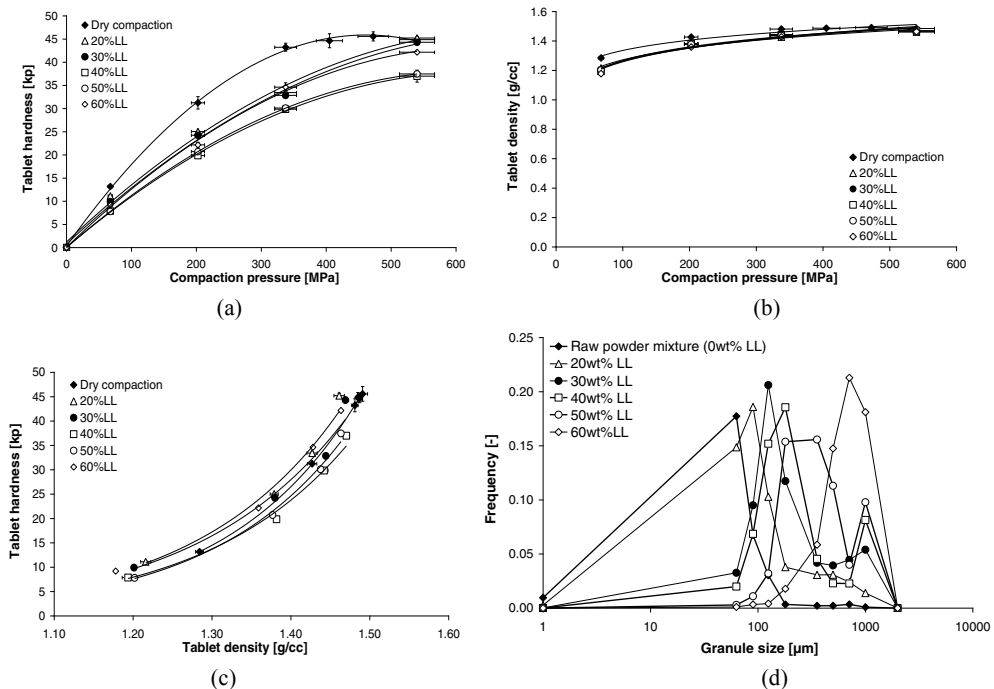 Tablet hardness [kp]
50
45
40
35
30
25
20
15
10
5
0
Dry compaction
20%LL
30%LL
40%LL
50%LL
60%LL
0 100 200 300 400 500 600
Compaction pressure [MPa]
(a)
Tablet density [g/cc]
1.6
1.4
1.2
1.0
0.8
0.6
0.4
0.2
0.0
Dry compaction
20%LL
30%LL
40%LL
50%LL
60%LL
0 100 200 300 400 500 600
Compaction pressure [MPa]
(b)
Tablet hardness [kp]
50
45
40
35
30
25
20
15
10
5
0
Dry compaction
20%LL
30%LL
40%LL
50%LL
60%LL
1.10 1.20 1.30 1.40 1.50 1.60
Tablet density [g/cc]
(c)
Frequency [-]
0.25
0.20
0.15
0.10
0.05
0.00
Raw powder mixture (0wt% LL)
20wt% LL
30wt% LL
40wt% LL
50wt% LL
60wt%LL
1 10 100 1000 10000
Granule size [µm]
(d)